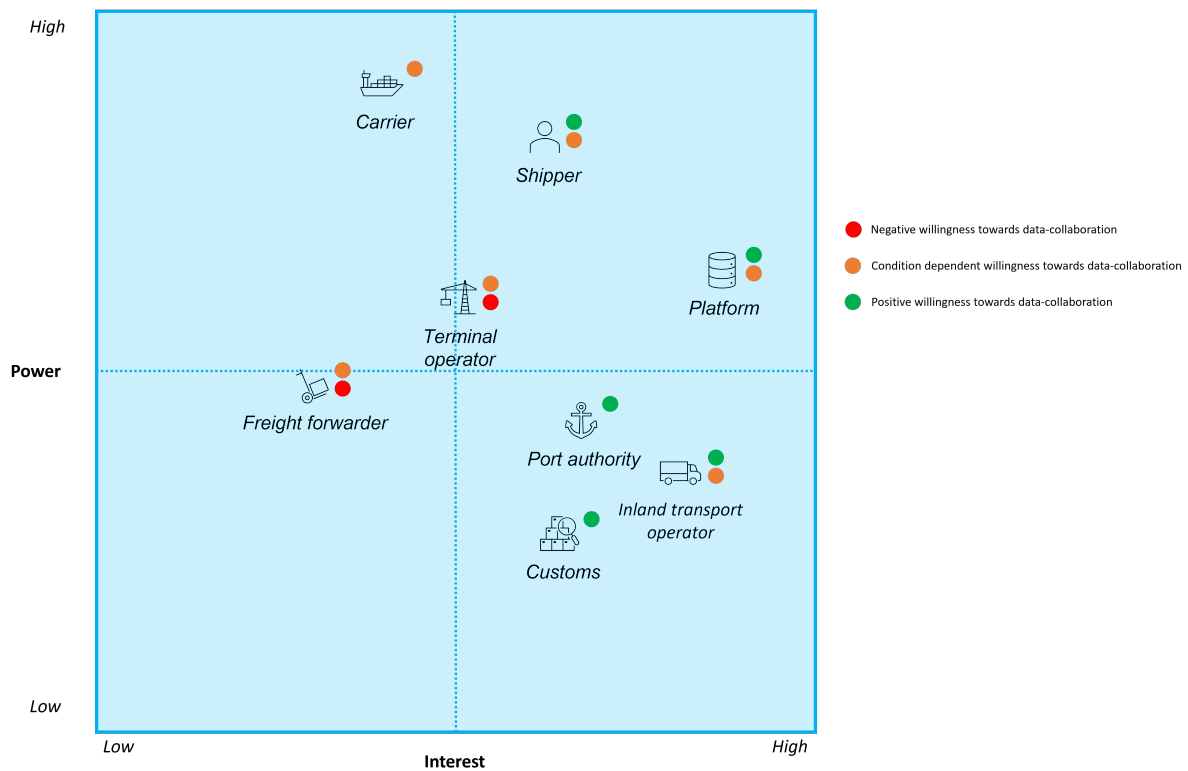 High
Carrier
Shipper
Negative willingness towards data-collaboration
Condition dependent willingness towards data-collaboration
Positive willingness towards data-collaboration
Platform
Terminal
operator
Power
Freight forwarder
Port authority
Inland transport
operator
Customs
Low
Low
High
Interest